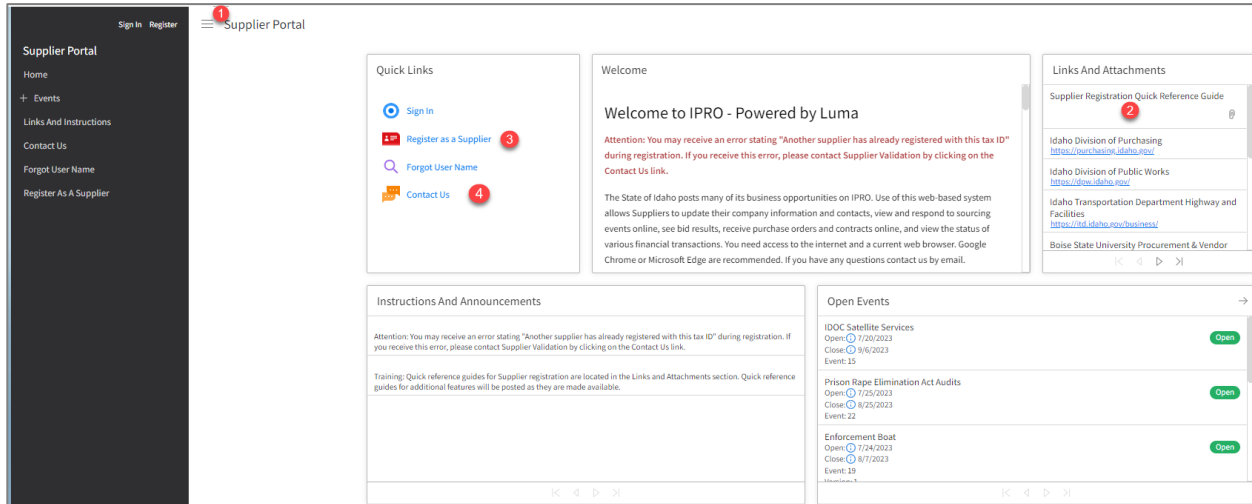 Sign In Register
Supplier Portal
Home
+ Events
Links And Instructions
Contact Us
Forgot User Name
Register As A Supplier
1
Supplier Portal
Quick Links
Sign In
Register as a Supplier 3
Forgot User Name
Contact Us 4
Welcome
Welcome to IPRO - Powered by Luma
Attention: You may receive an error stating "Another supplier has already registered with this tax ID"
during registration. If you receive this error, please contact Supplier Validation by clicking on the
Contact Us link.
The State of Idaho posts many of its business opportunities on IPRO. Use of this web-based system
allows Suppliers to update their company information and contacts, view and respond to sourcing
events online, see bid results, receive purchase orders and contracts online, and view the status of
various financial transactions. You need access to the internet and a current web browser. Google
Chrome or Microsoft Edge are recommended. If you have any questions contact us by email.
Links And Attachments
Supplier Registration Quick Reference Guide
2
Idaho Division of Purchasing
https://purchasing.idaho.gov/
Idaho Division of Public Works
https://dpw.idaho.gov/
Idaho Transportation Department Highway and
Facilities
https://itd.idaho.gov/business/
Boise State University Procurement & Vendor
Instructions And Announcements
Attention: You may receive an error stating "Another supplier has already registered with this tax ID" during registration. If
you receive this error, please contact Supplier Validation by clicking on the Contact Us link.
Training: Quick reference guides for Supplier registration are located in the Links and Attachments section. Quick reference
guides for additional features will be posted as they are made available.
Open Events
IDOC Satellite Services
Open: 7/20/2023
Close: 9/6/2023
Event: 15
Open
Prison Rape Elimination Act Audits
Open: 7/25/2023
Close: 8/25/2023
Event: 22
Open
Enforcement Boat
Open: 7/24/2023
Close: 8/7/2023
Event: 19
Version: 1
Open